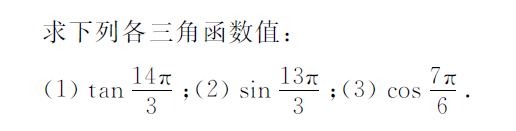 求下列各三角函数值:
(1) tan 14π/3 ;(2) sin 13π/3 ;(3) cos 7π/6 .